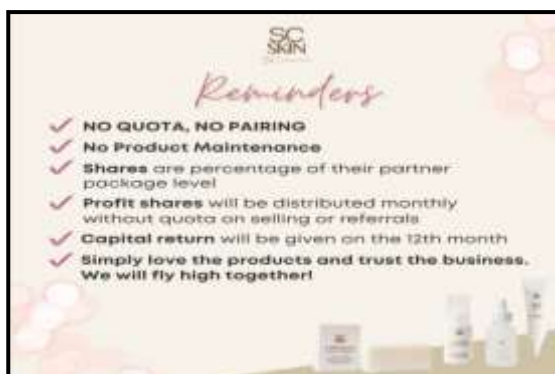 SC
SKIN
Reminders
NO QUOTA, NO PAIRING
No Product Maintenance
Shares are percentage of their partner
package level
Profit shares will be distributed monthly
without quota on selling or referrals
Capital return will be given on the 12th month
Simply love the products and trust the business.
We will fly high together!